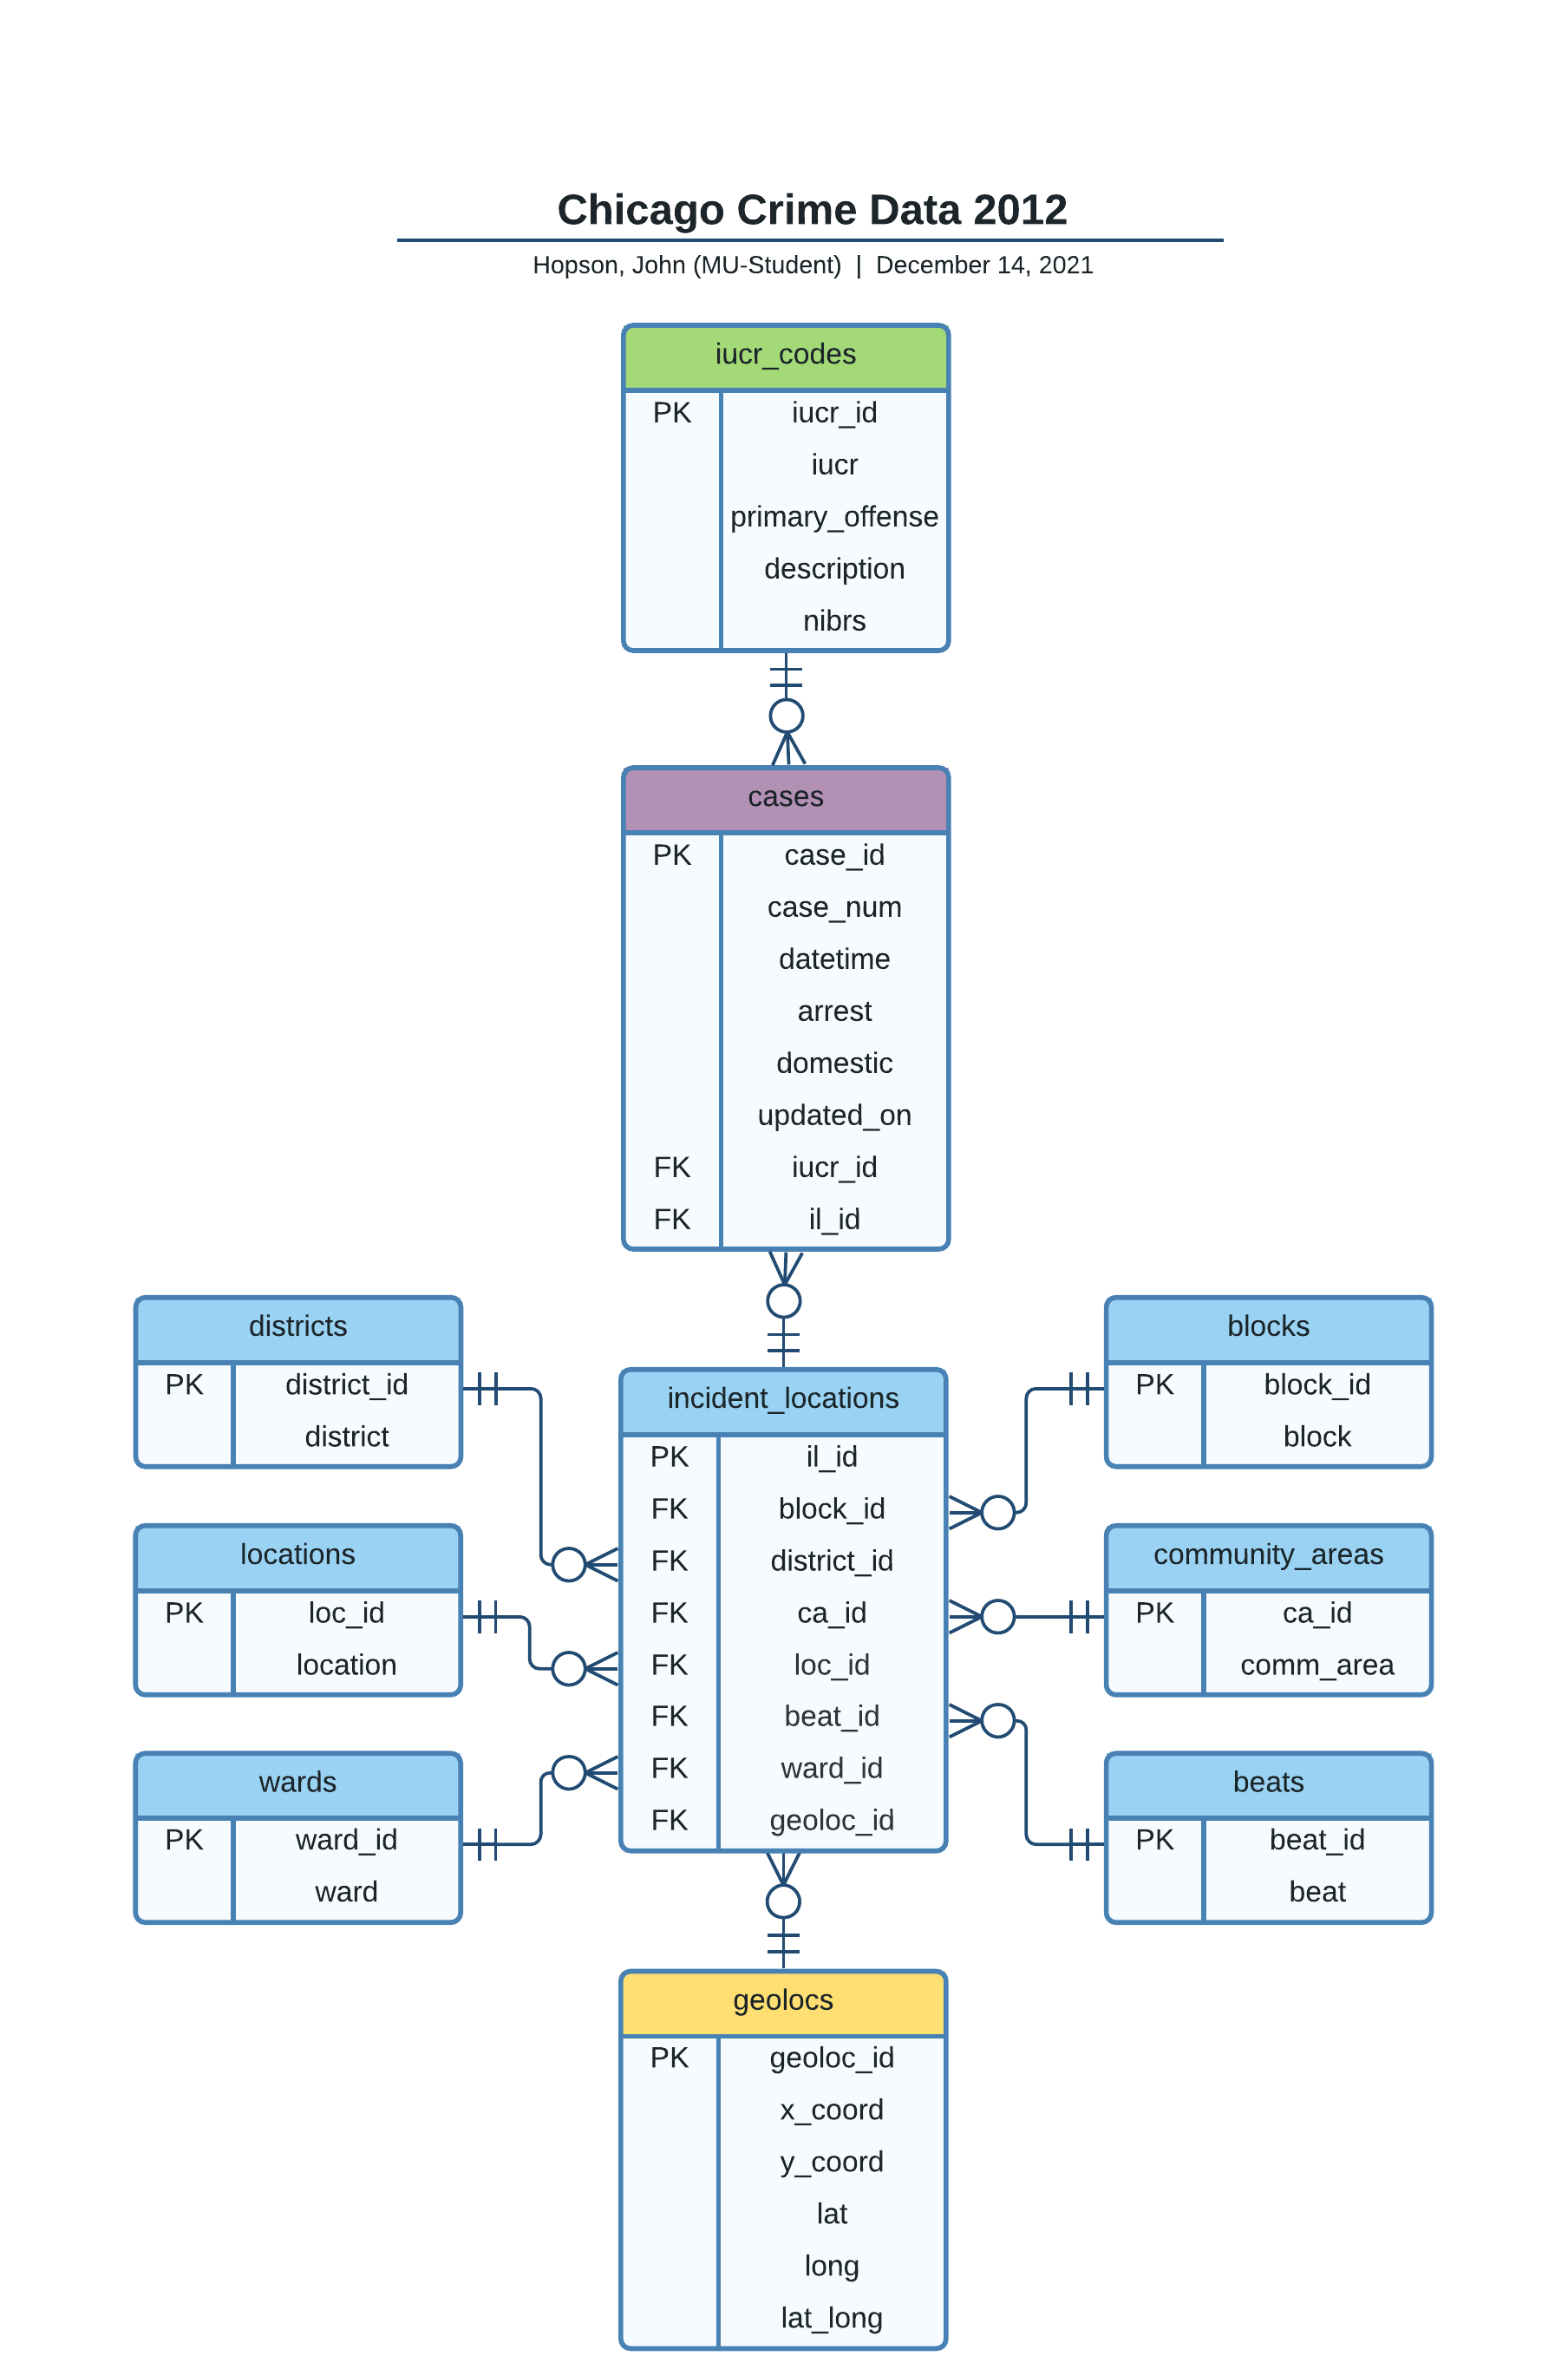 Chicago Crime Data 2012
Hopson, John (MU-Student) | December 14, 2021
iucr_codes
PK iucr_id
iucr
primary_offense
description
nibrs
cases
PK case_id
case_num
datetime
arrest
domestic
updated_on
FK iucr_id
FK il_id
districts
PK district_id
district
locations
PK loc_id
location
wards
PK ward_id
ward
incident_locations
PK il_id
FK block_id
FK district_id
FK ca_id
FK loc_id
FK beat_id
FK ward_id
FK geoloc_id
blocks
PK block_id
block
community_areas
PK ca_id
comm_area
beats
PK beat_id
beat
geolocs
PK geoloc_id
x_coord
y_coord
lat
long
lat_long